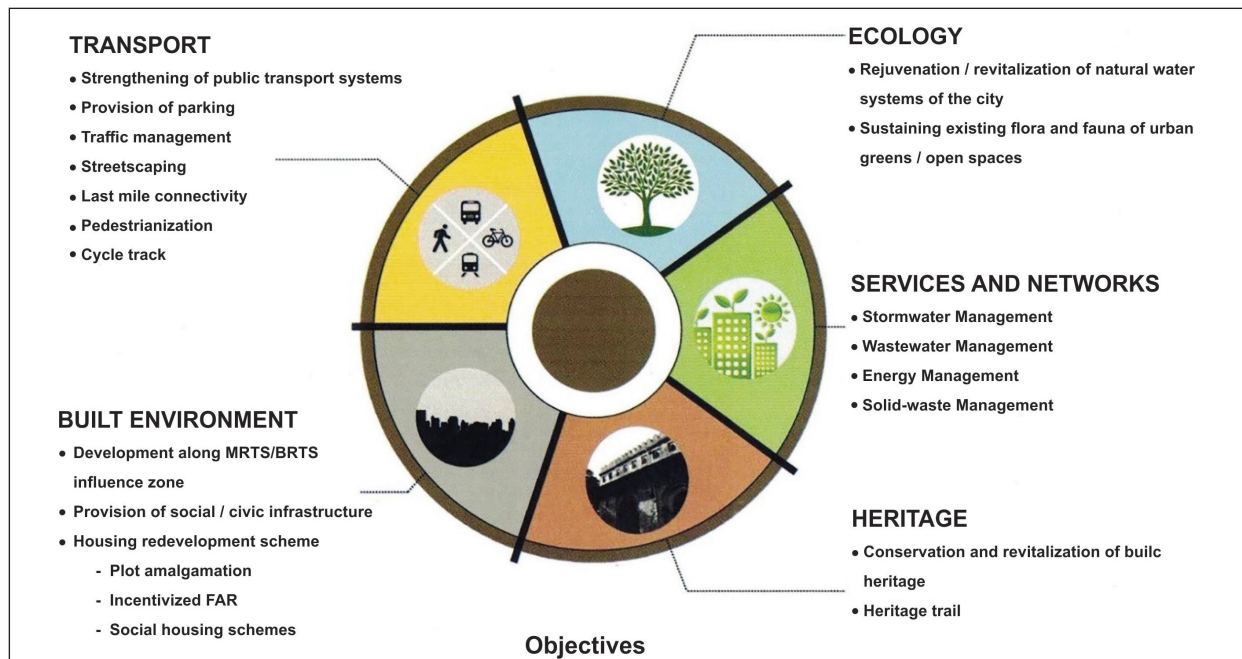 TRANSPORT
• Strengthening of public transport systems
• Provision of parking
• Traffic management
• Streetscaping
• Last mile connectivity
• Pedestrianization
• Cycle track
ECOLOGY
• Rejuvenation / revitalization of natural water
systems of the city
• Sustaining existing flora and fauna of urban
greens / open spaces
SERVICES AND NETWORKS
• Stormwater Management
• Wastewater Management
• Energy Management
• Solid-waste Management
BUILT ENVIRONMENT
• Development along MRTS/BRTS
influence zone
• Provision of social / civic infrastructure
• Housing redevelopment scheme
- Plot amalgamation
- Incentivized FAR
- Social housing schemes
HERITAGE
• Conservation and revitalization of builc
heritage
• Heritage trail
Objectives